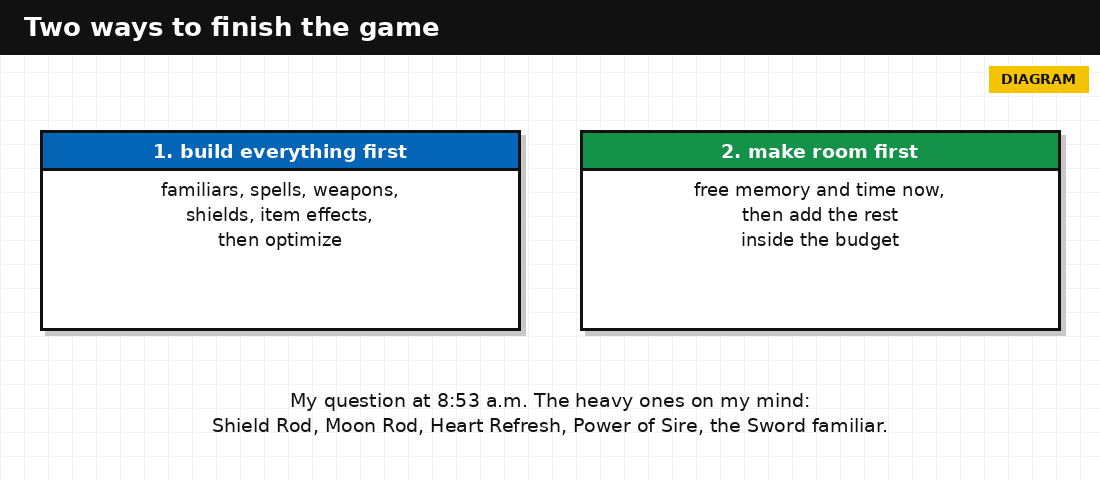 Two ways to finish the game
DIAGRAM
1. build everything first
familiars, spells, weapons,
shields, item effects,
then optimize
2. make room first
free memory and time now,
then add the rest
inside the budget
My question at 8:53 a.m. The heavy ones on my mind:
Shield Rod, Moon Rod, Heart Refresh, Power of Sire, the Sword familiar.